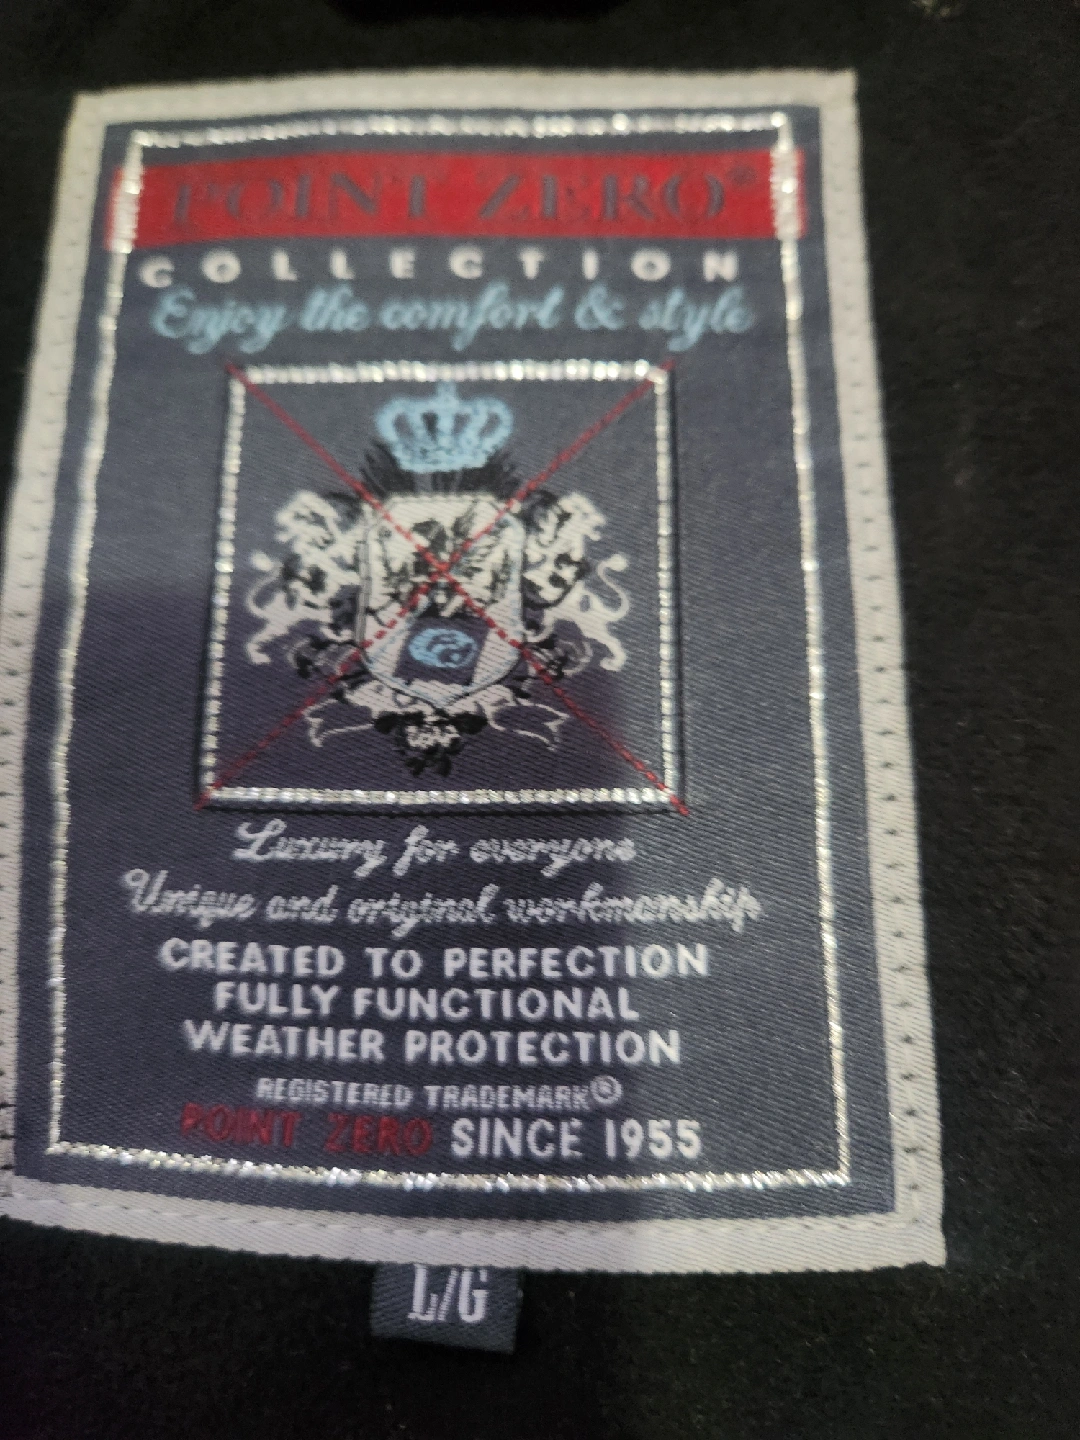 POINT ZERO®
COLLECTION
Enjoy the comfort & style
Luxury for everyone
Unique and original workmanship
CREATED TO PERFECTION
FULLY FUNCTIONAL
WEATHER PROTECTION
REGISTERED TRADEMARK®
POINT ZERO SINCE 1955
L/G